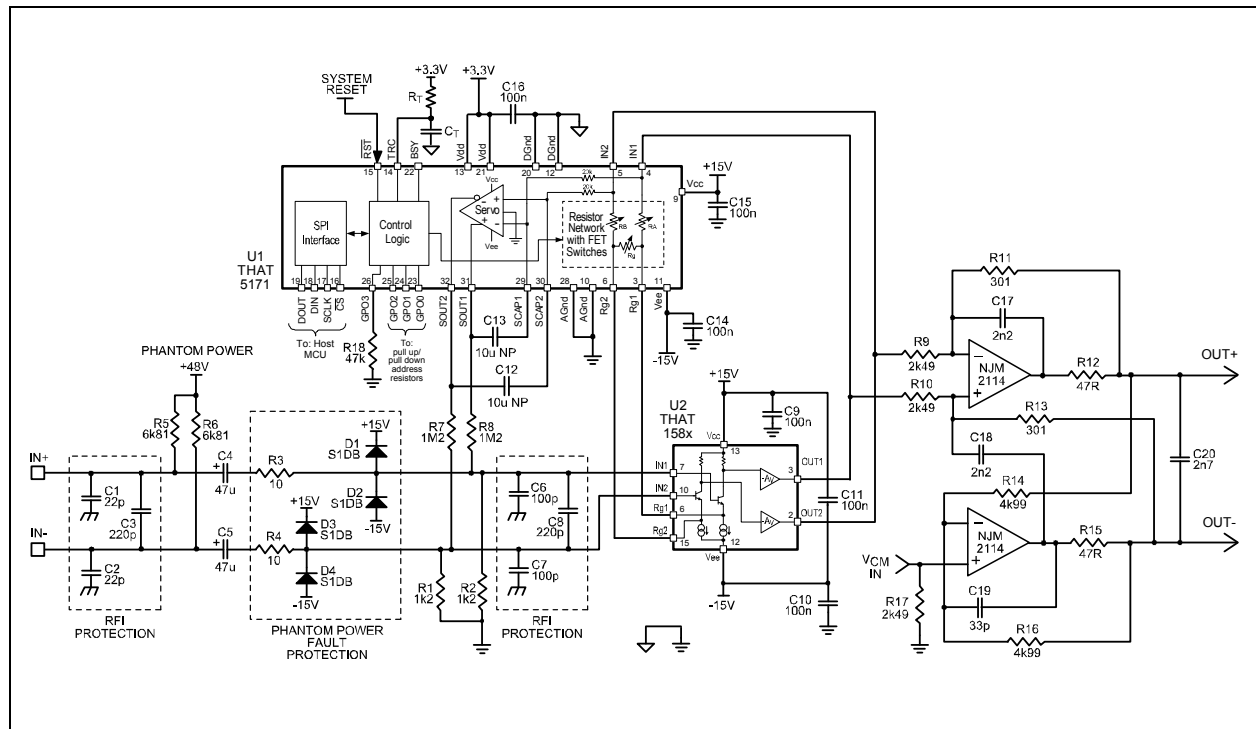 SYSTEM
RESET
+3.3V
RT
CT
+3.3V
C16
100n
RST
TRC
BSY
Vdd
Vdd
DGnd
DGnd
IN2
IN1
15
14
22
13
21
20
12
5
4
+15V
Vcc
9
C15
100n
20k
20k
Vcc
Servo
Vee
SPI
Interface
Control
Logic
Resistor
Network
with FET
Switches
RB
RA
Rg
U1
THAT
5171
19
18
17
16
26
25
24
23
32
31
29
30
28
10
6
3
11
DOUT
DIN
SCLK
CS
GPO3
GPO2
GPO1
GPO0
SOUT2
SOUT1
SCAP1
SCAP2
AGnd
AGnd
Rg2
Rg1
Vee
To: Host
MCU
R18
47k
To:
pull up/
pull down
address
resistors
C13
10u NP
C12
10u NP
C14
100n
-15V
PHANTOM POWER
+48V
R5
6k81
R6
6k81
R7
1M2
R8
1M2
+15V
C9
100n
U2
THAT
158x
Vcc
13
IN1
7
IN2
10
Rg1
6
Rg2
15
-Av
-Av
OUT1
3
OUT2
2
12
Vee
C11
100n
-15V
C10
100n
IN+
IN-
C1
22p
C2
22p
C3
220p
RFI
PROTECTION
C4
47u
C5
47u
R3
10
R4
10
+15V
D1
S1DB
D2
S1DB
-15V
+15V
D3
S1DB
D4
S1DB
-15V
PHANTOM POWER
FAULT
PROTECTION
R1
1k2
R2
1k2
C6
100p
C7
100p
C8
220p
RFI
PROTECTION
R9
2k49
R10
2k49
R11
301
C17
2n2
NJM
2114
R12
47R
OUT+
R13
301
C18
2n2
C20
2n7
R14
4k99
NJM
2114
R15
47R
OUT-
VCM
IN
R17
2k49
C19
33p
R16
4k99